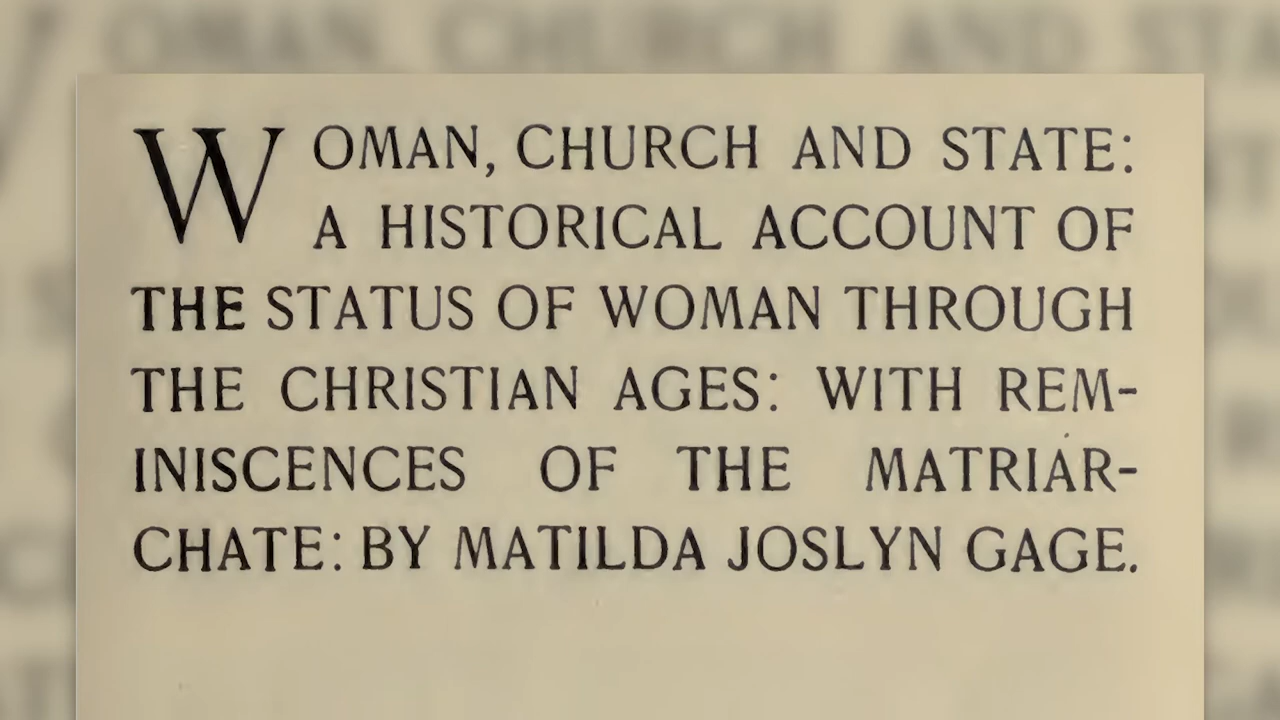 WOMAN, CHURCH AND STATE:
A HISTORICAL ACCOUNT OF
THE STATUS OF WOMAN THROUGH
THE CHRISTIAN AGES: WITH REM-
INISCENCES OF THE MATRIAR-
CHATE: BY MATILDA JOSLYN GAGE.